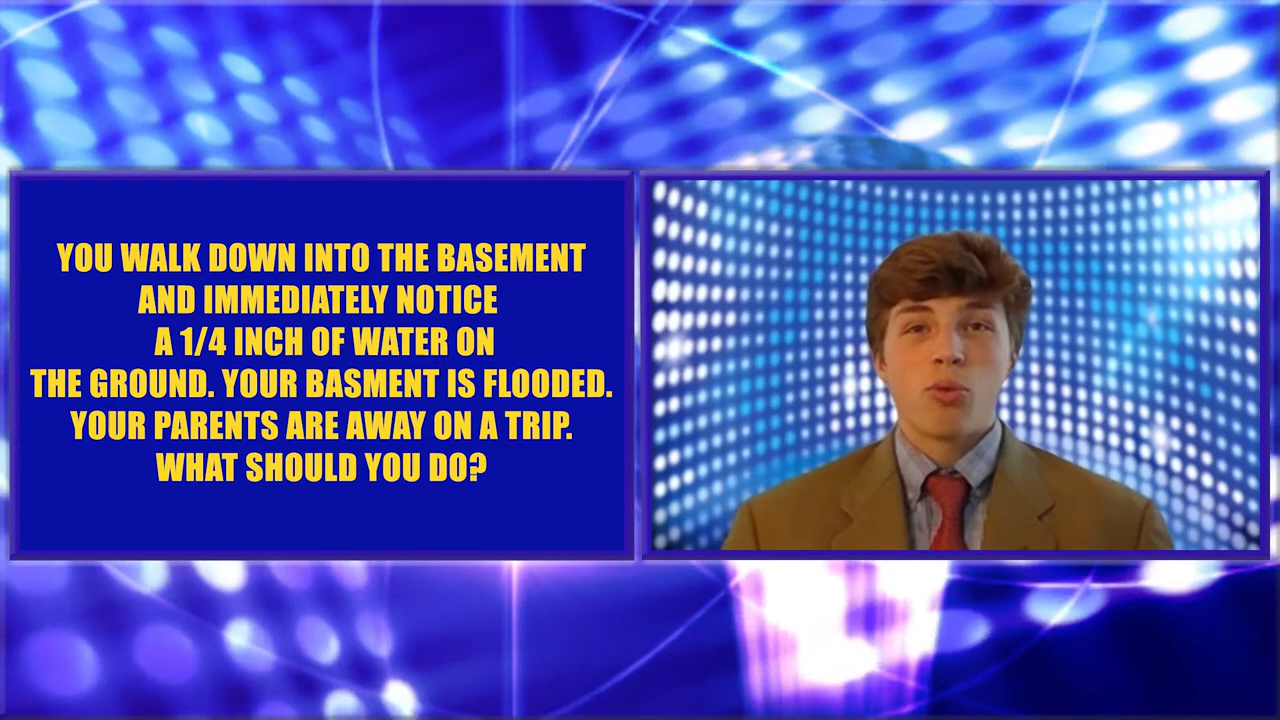 YOU WALK DOWN INTO THE BASEMENT
AND IMMEDIATELY NOTICE
A 1/4 INCH OF WATER ON
THE GROUND. YOUR BASMENT IS FLOODED.
YOUR PARENTS ARE AWAY ON A TRIP.
WHAT SHOULD YOU DO?